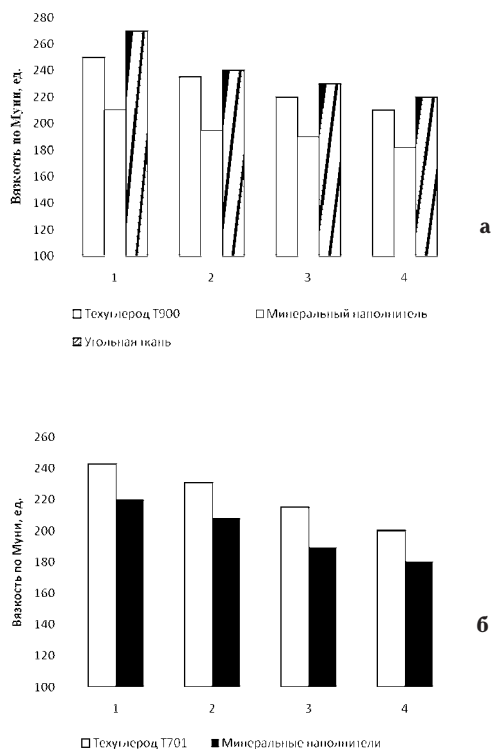 280
260
240
220
200
180
160
140
120
100
Вязкость по Муни, ед.
1 2 3 4
а
Техуглерод Т900 Минеральный наполнитель
Угольная ткань
260
240
220
200
180
160
140
120
100
Вязкость по Муни, ед.
1 2 3 4
б
Техуглерод Т701 Минеральные наполнители